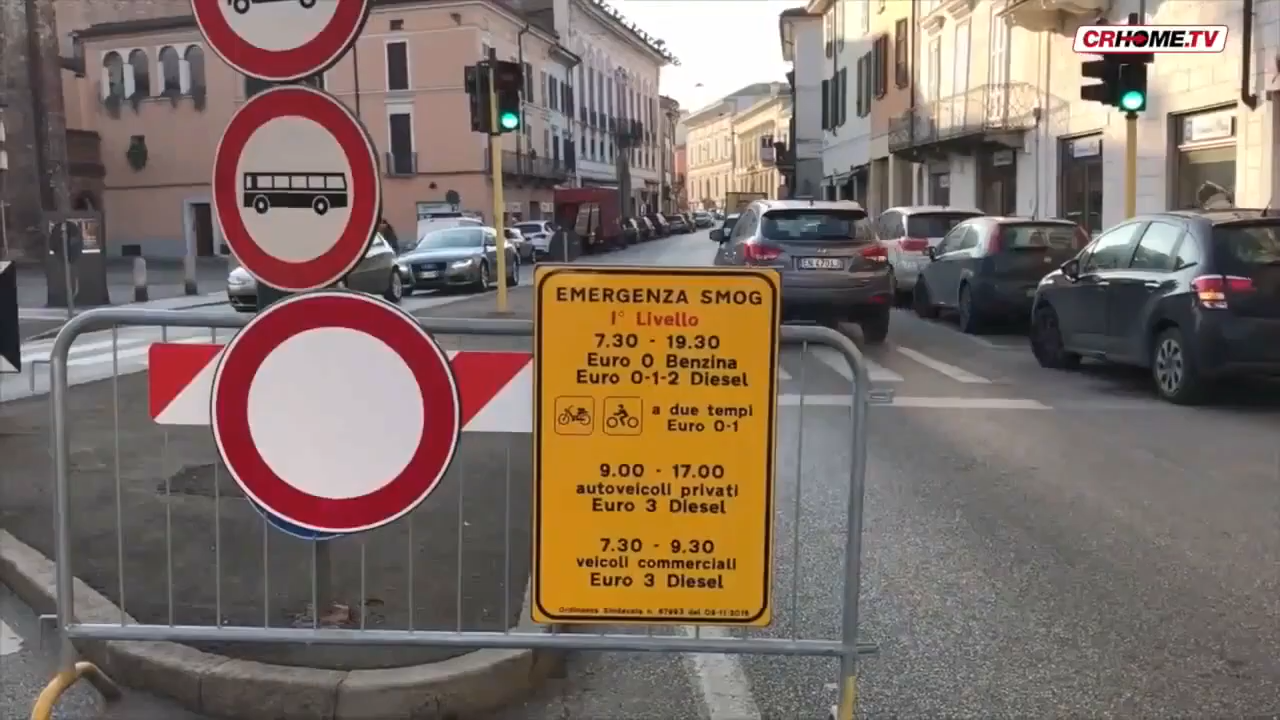 CRHOME.TV
EMERGENZA SMOG
I° Livello
7.30 - 19.30
Euro 0 Benzina
Euro 0-1-2 Diesel
a due tempi
Euro 0-1
9.00 - 17.00
autoveicoli privati
Euro 3 Diesel
7.30 - 9.30
veicoli commerciali
Euro 3 Diesel
Ordinanza Sindacale n.